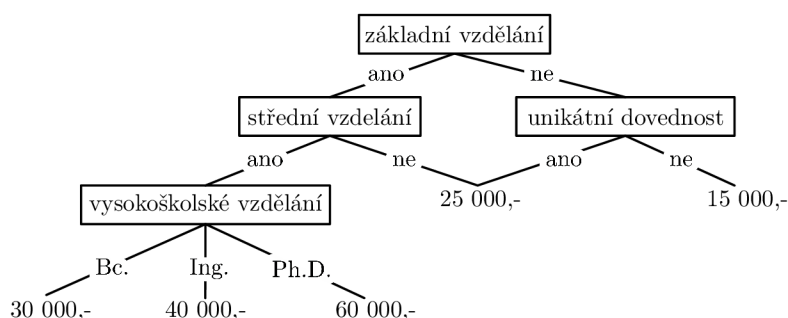 základní vzdělání
ano ne
střední vzdelání unikátní dovednost
ano ne ano ne
vysokoškolské vzdělání 25 000,- 15 000,-
Bc. Ing. Ph.D.
30 000,- 40 000,- 60 000,-